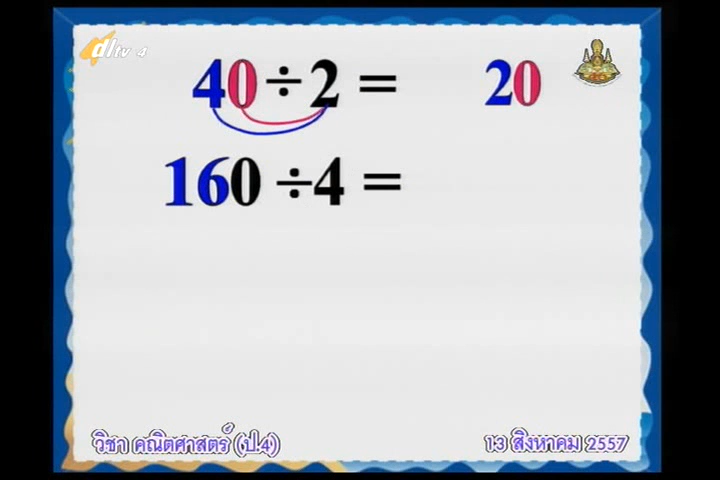 dltv 4
40 ÷ 2 = 20
160 ÷ 4 =
วิชา คณิตศาสตร์ (ป.4)
13 สิงหาคม 2557